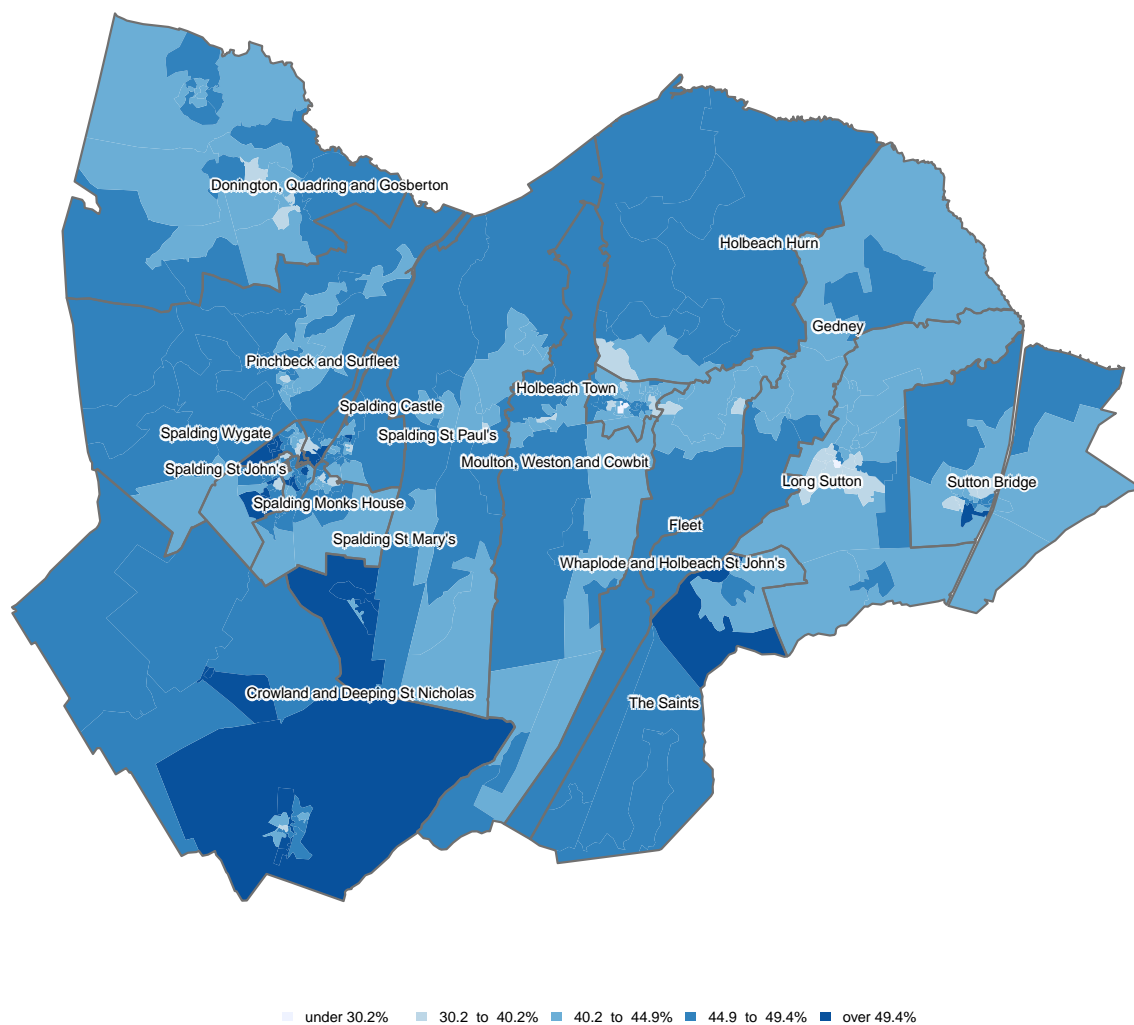 Donington, Quadring and Gosberton
Holbeach Hurn
Gedney
Pinchbeck and Surfleet
Holbeach Town
Spalding Castle
Spalding Wygate
Spalding St Paul's
Moulton, Weston and Cowbit
Spalding St John's
Long Sutton
Sutton Bridge
Spalding Monks House
Fleet
Spalding St Mary's
Whaplode and Holbeach St John's
Crowland and Deeping St Nicholas
The Saints
under 30.2% 30.2 to 40.2% 40.2 to 44.9% 44.9 to 49.4% over 49.4%